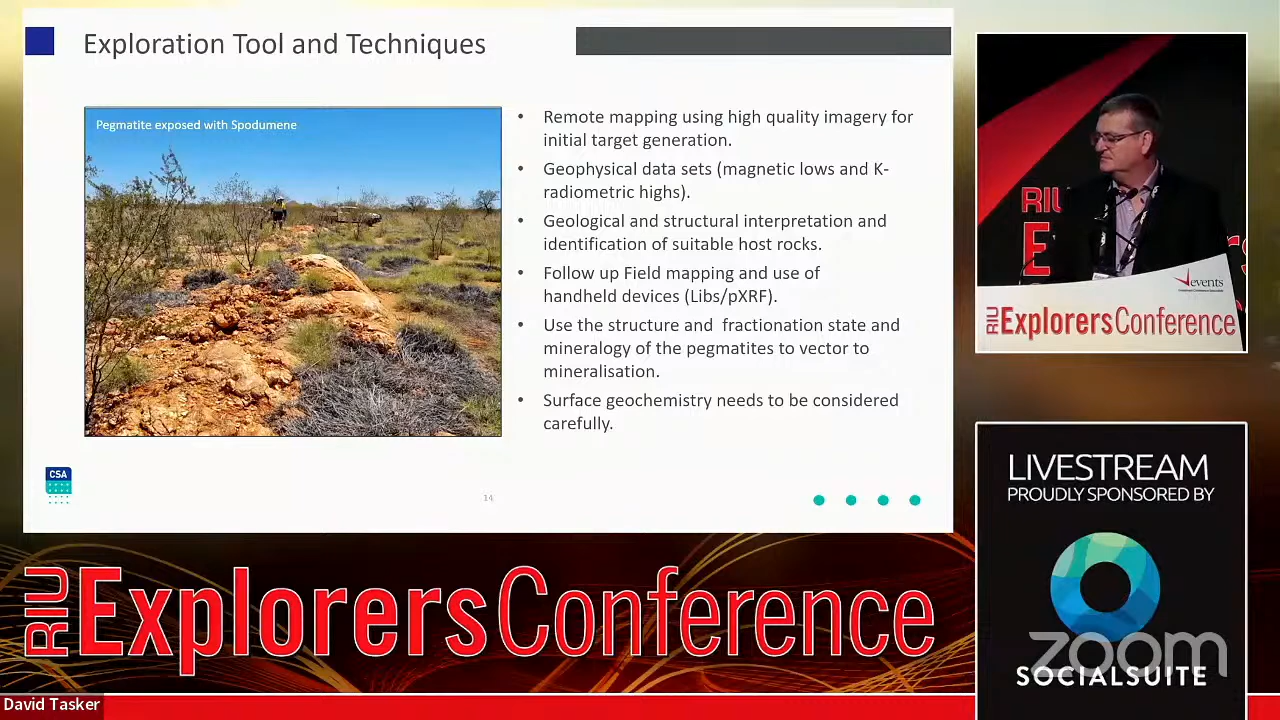 Exploration Tool and Techniques
Pegmatite exposed with Spodumene
• Remote mapping using high quality imagery for
initial target generation.
• Geophysical data sets (magnetic lows and K-
radiometric highs).
• Geological and structural interpretation and
identification of suitable host rocks.
• Follow up Field mapping and use of
handheld devices (Libs/pXRF).
• Use the structure and  fractionation state and
mineralogy of the pegmatites to vector to
mineralisation.
• Surface geochemistry needs to be considered
carefully.
CSA
14
RIU
E
events
RIU ExplorersConference
LIVESTREAM
PROUDLY SPONSORED BY
zoom
SOCIALSUITE
RIU ExplorersConference
David Tasker